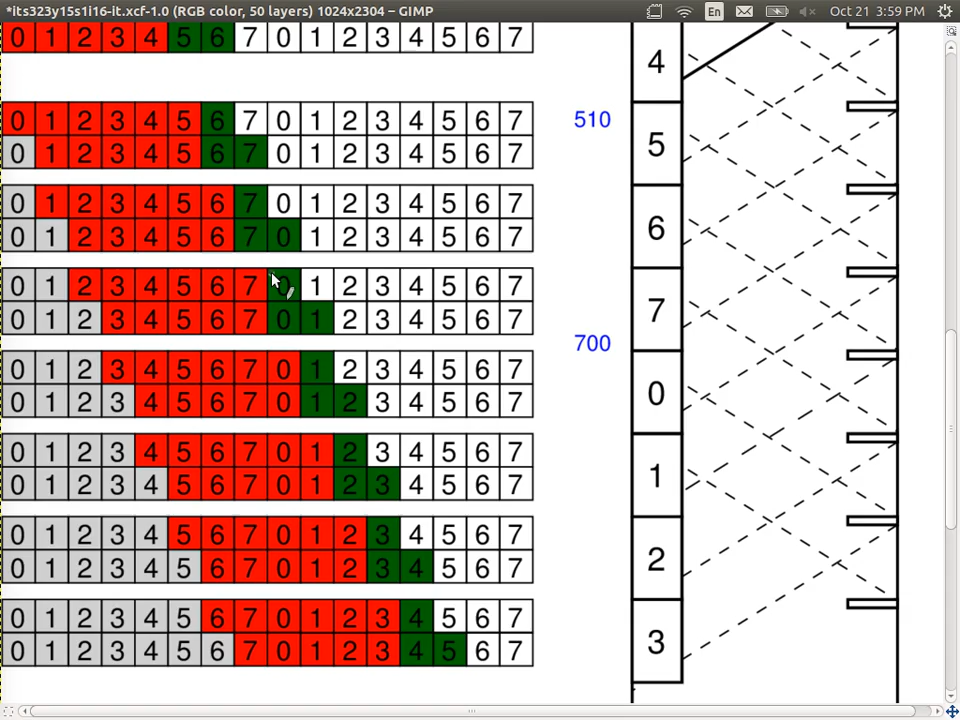 *its323y15s1i16-it.xcf-1.0 (RGB color, 50 layers) 1024x2304 – GIMP
En
Oct 21 3:59 PM
0 1 2 3 4 5 6 7 0 1 2 3 4 5 6 7
4
510
0 1 2 3 4 5 6 7 0 1 2 3 4 5 6 7
5
0 1 2 3 4 5 6 7 0 1 2 3 4 5 6 7
0 1 2 3 4 5 6 7 0 1 2 3 4 5 6 7
6
0 1 2 3 4 5 6 7 0 1 2 3 4 5 6 7
0 1 2 3 4 5 6 7 0 1 2 3 4 5 6 7
7
0 1 2 3 4 5 6 7 0 1 2 3 4 5 6 7
700
0 1 2 3 4 5 6 7 0 1 2 3 4 5 6 7
0
0 1 2 3 4 5 6 7 0 1 2 3 4 5 6 7
0 1 2 3 4 5 6 7 0 1 2 3 4 5 6 7
1
0 1 2 3 4 5 6 7 0 1 2 3 4 5 6 7
0 1 2 3 4 5 6 7 0 1 2 3 4 5 6 7
2
0 1 2 3 4 5 6 7 0 1 2 3 4 5 6 7
0 1 2 3 4 5 6 7 0 1 2 3 4 5 6 7
3
0 1 2 3 4 5 6 7 0 1 2 3 4 5 6 7